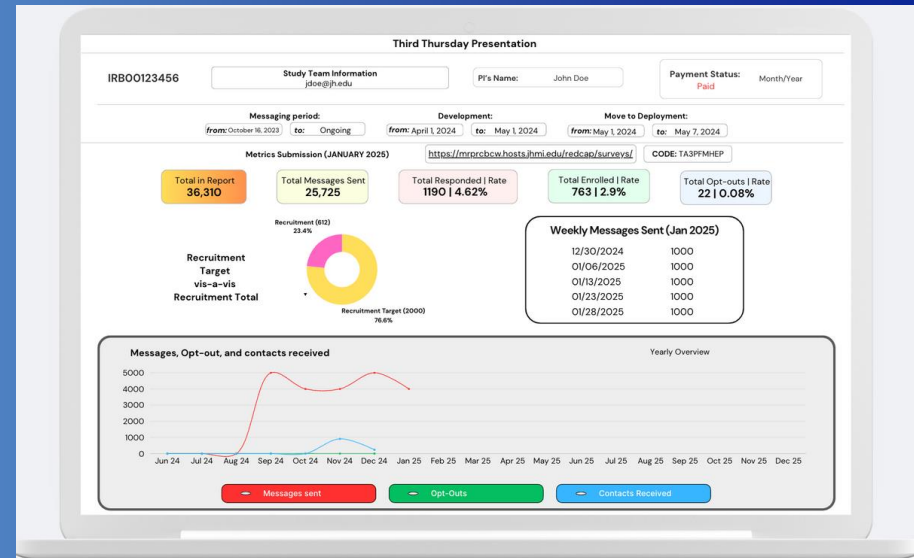 Third Thursday Presentation
IRB00123456
Study Team Information
jdoe@jh.edu
PI's Name: John Doe
Payment Status:
Paid
Month/Year
Messaging period:
from: October 16, 2023 to: Ongoing
Development:
from: April 1, 2024 to: May 1, 2024
Move to Deployment:
from: May 1, 2024 to: May 7, 2024
Metrics Submission (JANUARY 2025) https://mrprcbcw.hosts.jhmi.edu/redcap/surveys/ CODE: TA3PFMHEP
Total in Report
36,310
Total Messages Sent
25,725
Total Responded | Rate
1190 | 4.62%
Total Enrolled | Rate
763 | 2.9%
Total Opt-outs | Rate
22 | 0.08%
Recruitment
Target
vis-a-vis
Recruitment Total
Recruitment (612)
23.4%
Recruitment Target (2000)
76.6%
Weekly Messages Sent (Jan 2025)
12/30/2024 1000
01/06/2025 1000
01/13/2025 1000
01/23/2025 1000
01/28/2025 1000
Messages, Opt-out, and contacts received
Yearly Overview
5000
4000
3000
2000
1000
0
Jun 24 Jul 24 Aug 24 Sep 24 Oct 24 Nov 24 Dec 24 Jan 25 Feb 25 Mar 25 Apr 25 May 25 Jun 25 Jul 25 Aug 25 Sep 25 Oct 25 Nov 25 Dec 25
Messages sent
Opt-Outs
Contacts Received